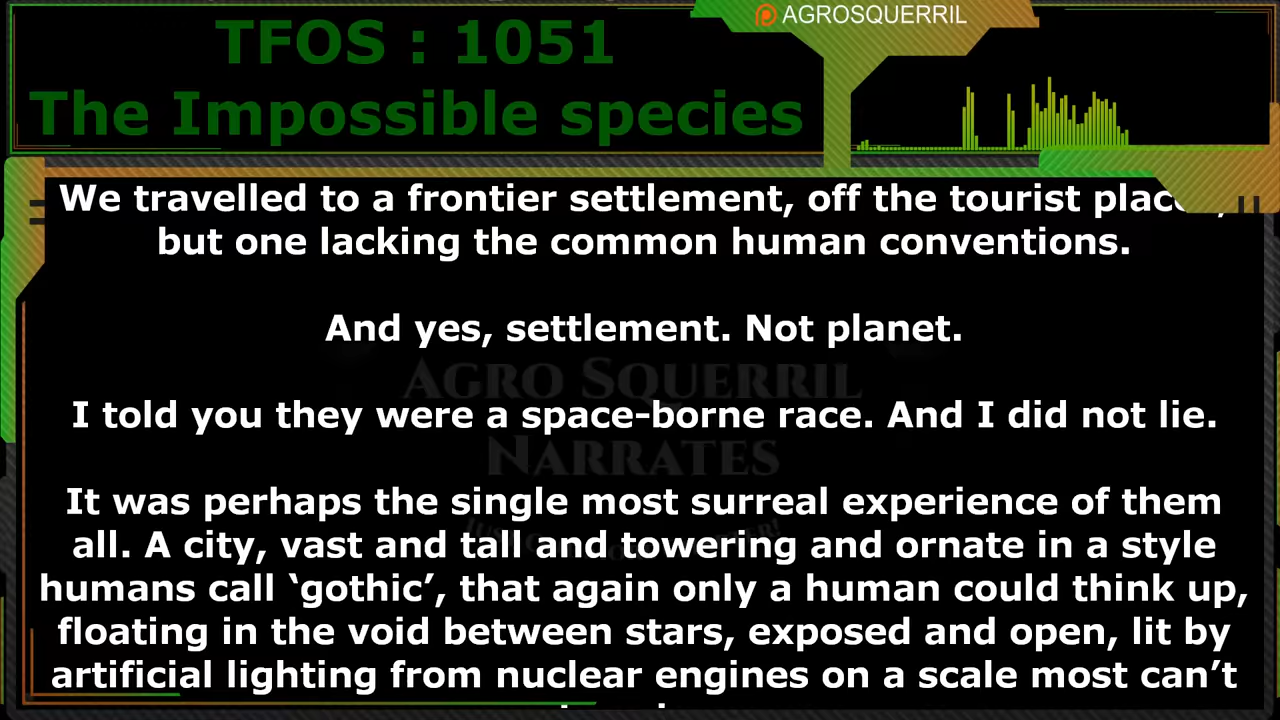 AGROSQUERRIL
TFOS : 1051
The Impossible species
We travelled to a frontier settlement, off the tourist
but one lacking the common human conventions.
And yes, settlement. Not planet.
AGRO SQUERRIL
I told you they were a space-borne race. And I did not lie.
NARRATES
It was perhaps the single most surreal experience of them
all. A city, vast and tall and towering and ornate in a style
humans call ‘gothic’, that again only a human could think up,
floating in the void between stars, exposed and open, lit by
artificial lighting from nuclear engines on a scale most can’t